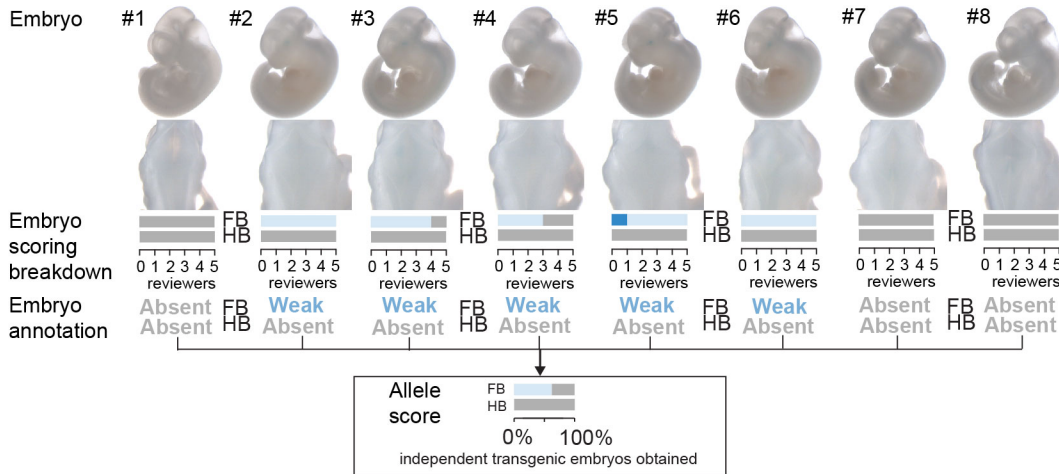 Embryo #1 #2 #3 #4 #5 #6 #7 #8
Embryo scoring breakdown
FB FB FB FB
HB HB HB HB
0 1 2 3 4 5 0 1 2 3 4 5 0 1 2 3 4 5 0 1 2 3 4 5 0 1 2 3 4 5 0 1 2 3 4 5 0 1 2 3 4 5 0 1 2 3 4 5
reviewers reviewers reviewers reviewers reviewers reviewers reviewers reviewers
Embryo annotation
Absent FB Weak Weak FB Weak Weak FB Weak Absent FB Absent
Absent HB Absent Absent HB Absent Absent HB Absent Absent HB Absent
Allele score
FB
HB
0% 100%
independent transgenic embryos obtained